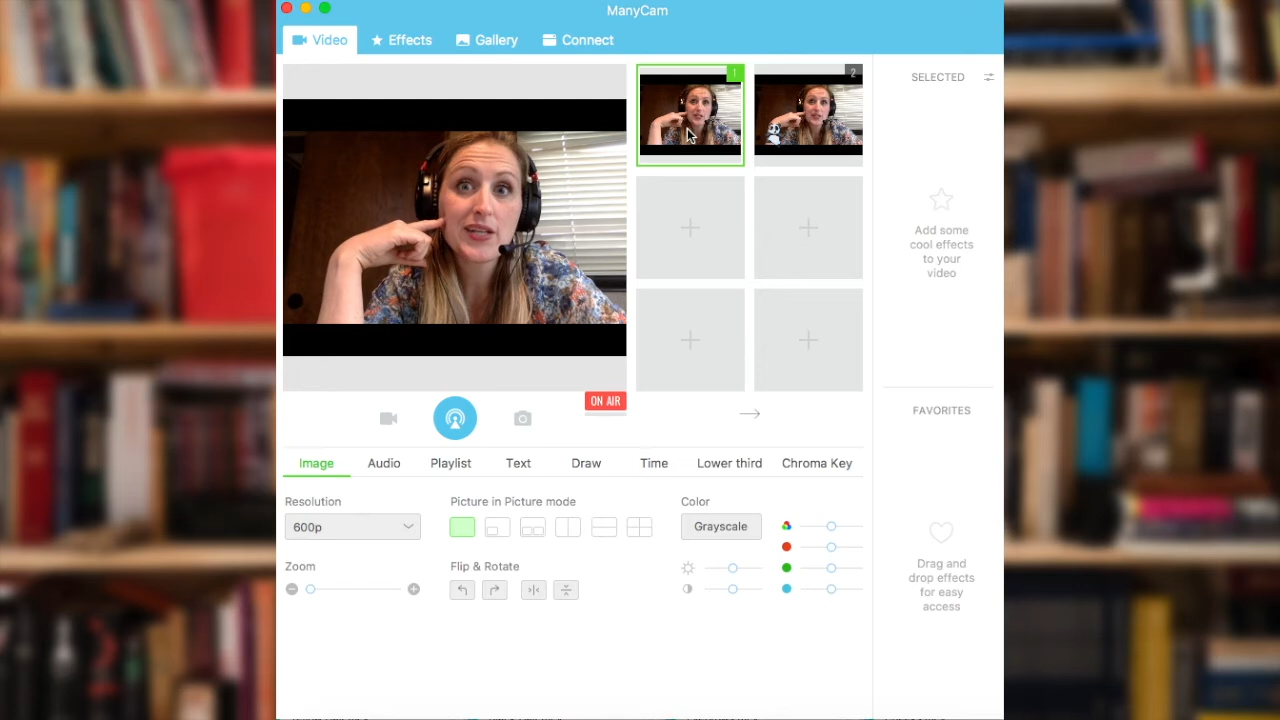 ManyCam
Video
Effects
Gallery
Connect
1
2
SELECTED
Add some
cool effects
to your
video
ON AIR
FAVORITES
Drag and
drop effects
for easy
access
Image
Audio
Playlist
Text
Draw
Time
Lower third
Chroma Key
Resolution
600p
Zoom
Picture in Picture mode
Flip & Rotate
Color
Grayscale